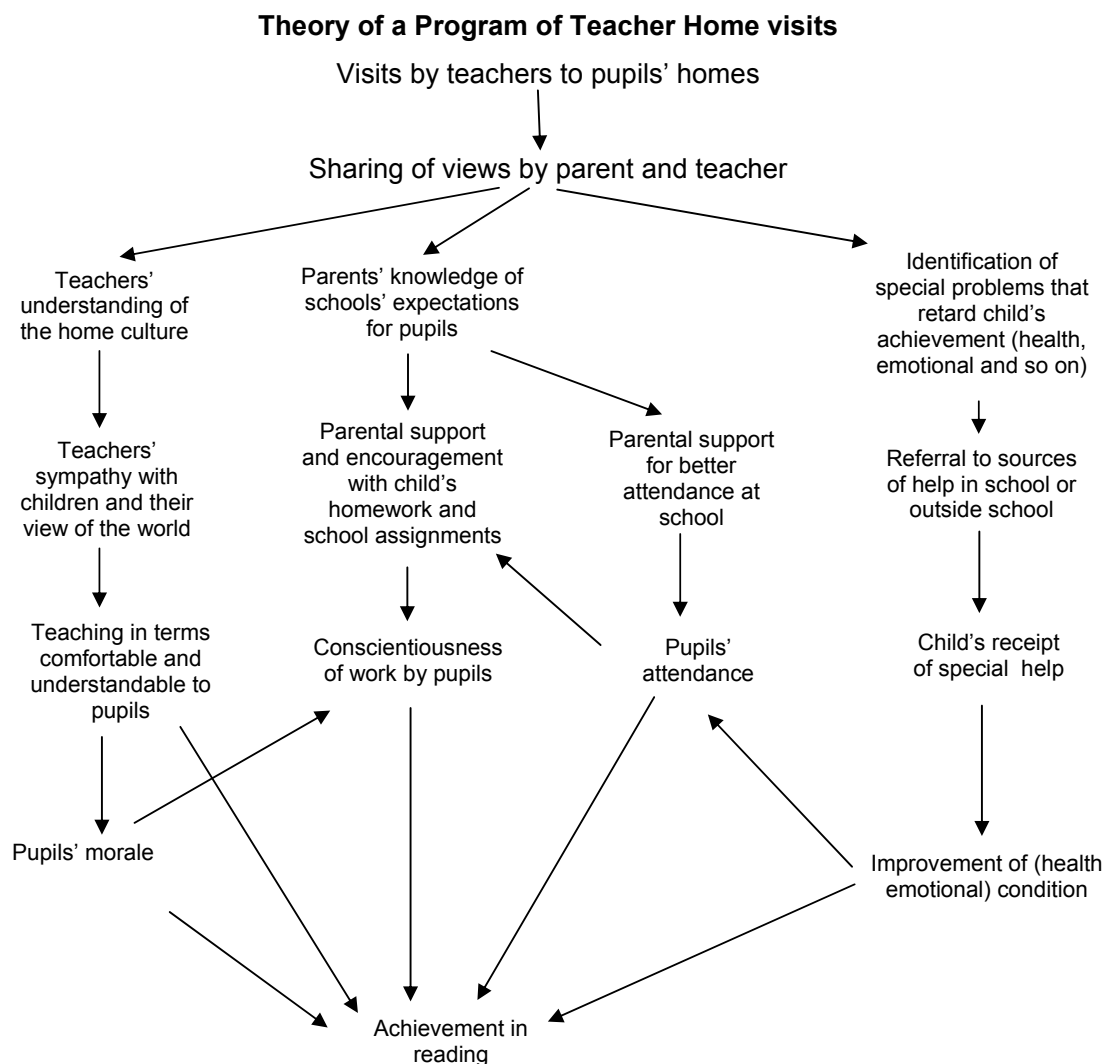 Theory of a Program of Teacher Home visits
Visits by teachers to pupils’ homes
Sharing of views by parent and teacher
Teachers’
understanding of
the home culture
Parents’ knowledge of
schools’ expectations
for pupils
Identification of
special problems that
retard child’s
achievement (health,
emotional and so on)
Teachers’
sympathy with
children and their
view of the world
Parental support
and encouragement
with child’s
homework and
school assignments
Parental support
for better
attendance at
school
Referral to sources
of help in school or
outside school
Teaching in terms
comfortable and
understandable to
pupils
Conscientiousness
of work by pupils
Pupils’
attendance
Child’s receipt
of special help
Pupils’ morale
Improvement of (health
emotional) condition
Achievement in
reading